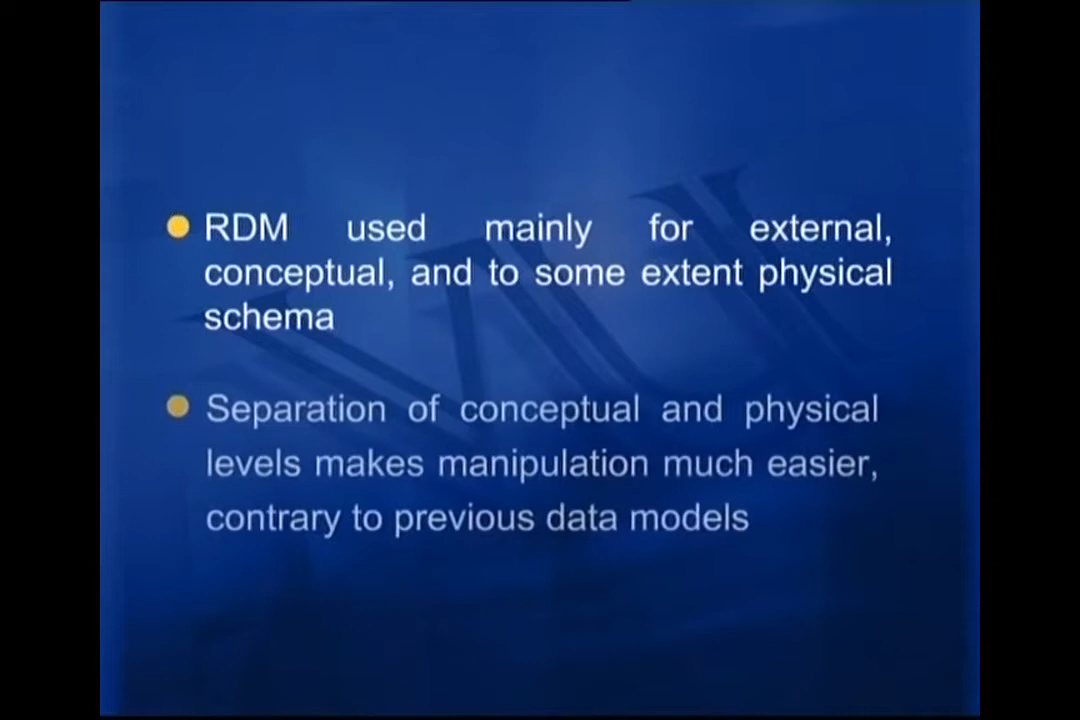 RDM used mainly for external,
conceptual, and to some extent physical
schema
Separation of conceptual and physical
levels makes manipulation much easier,
contrary to previous data models
VU